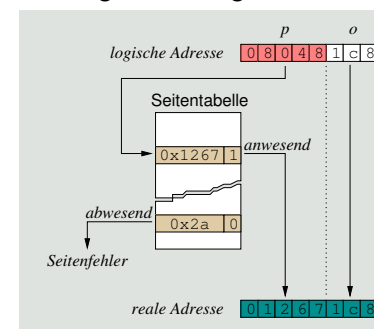 p o
logische Adresse 0 8 0 4 8 1 c 8
Seitentabelle
0x1267 1 anwesend
abwesend
0x2a 0
Seitenfehler
reale Adresse 0 1 2 6 7 1 c 8